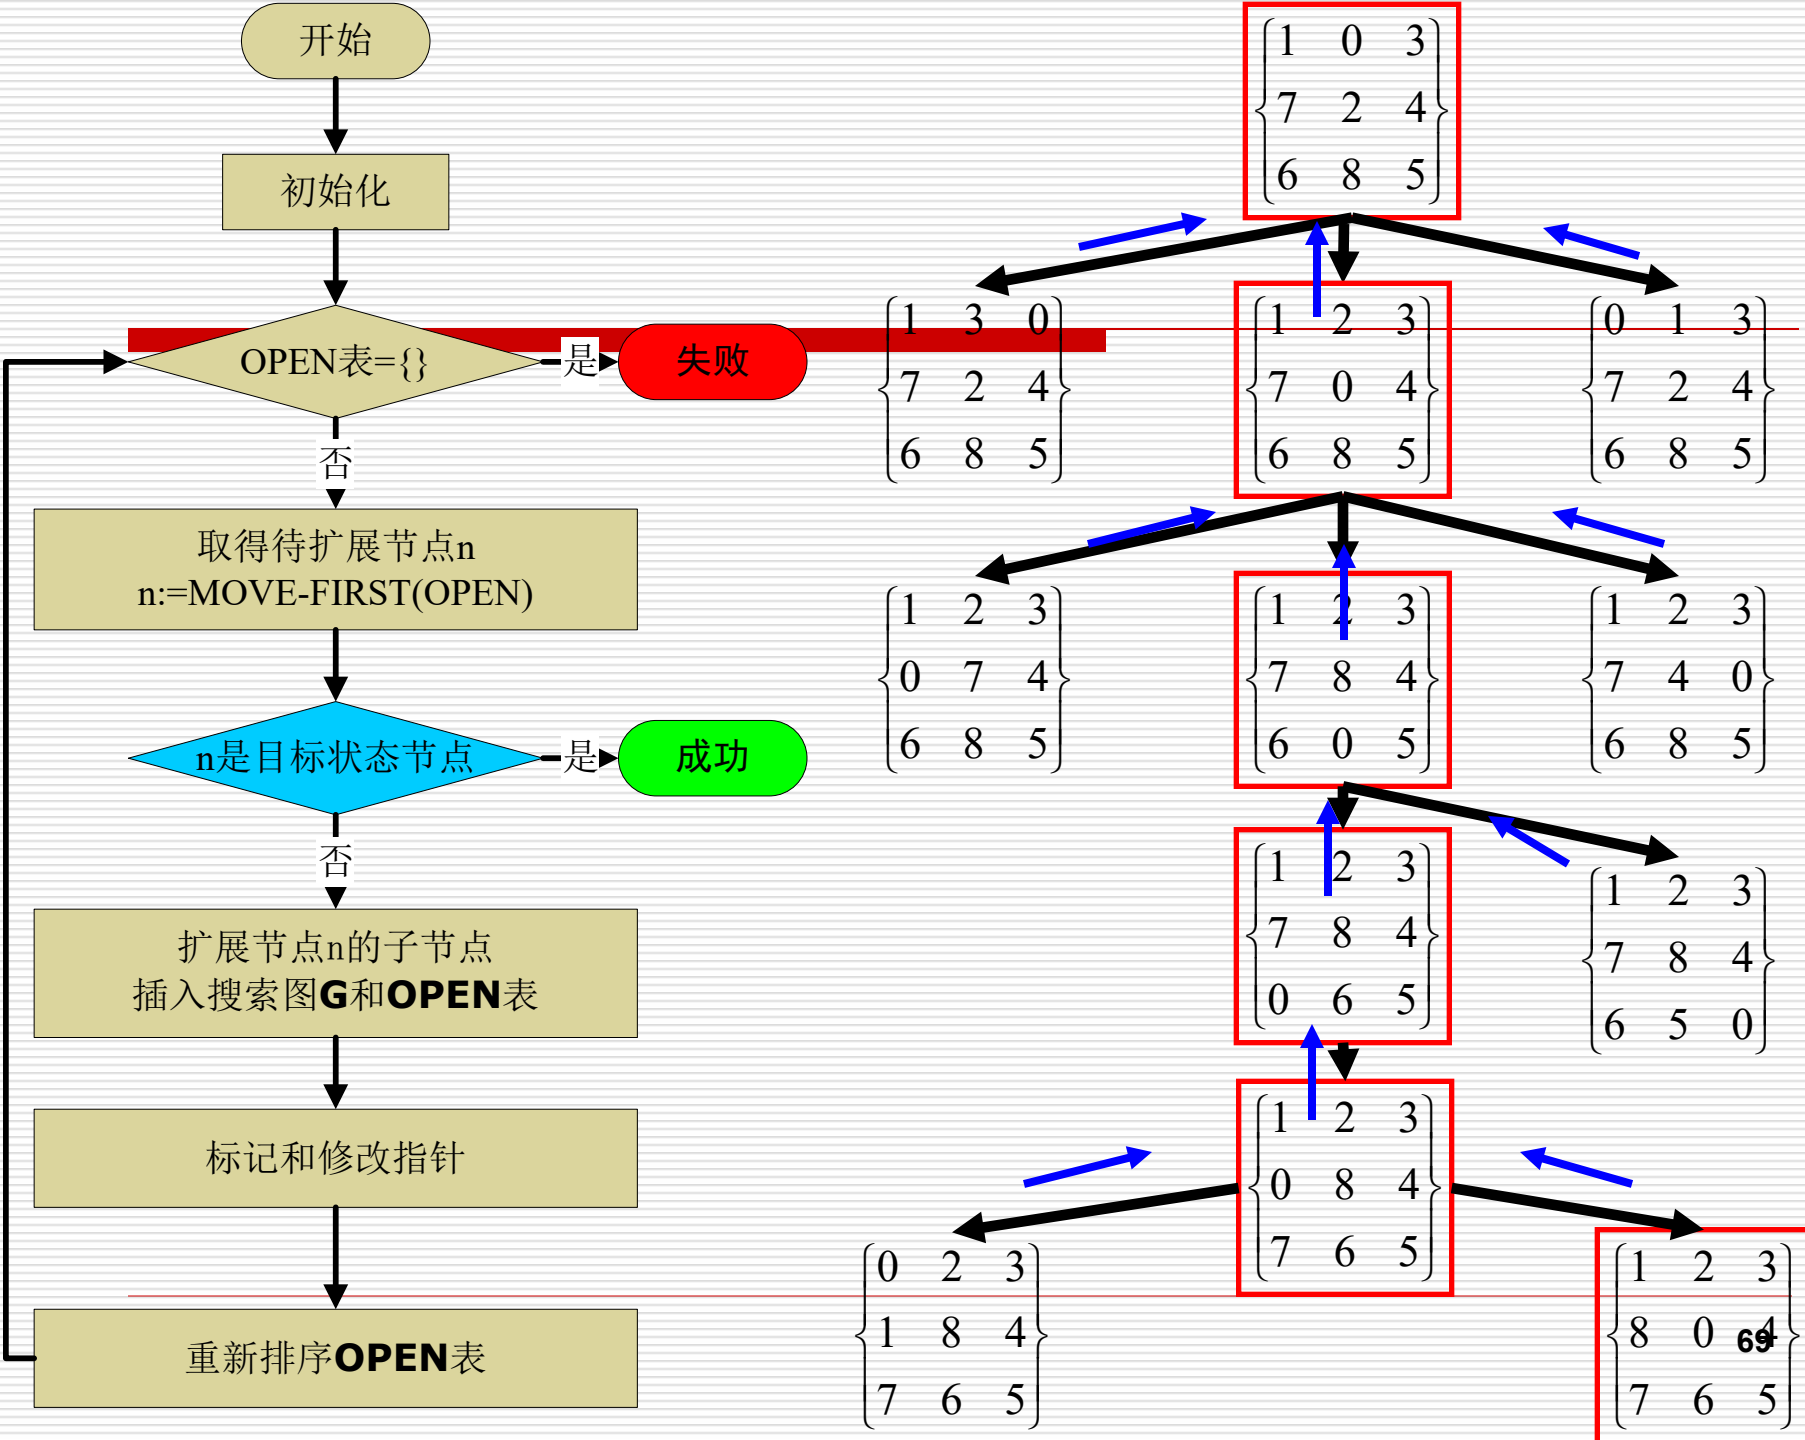 开始
初始化
OPEN表={}
是
失败
否
取得待扩展节点n
n:=MOVE-FIRST(OPEN)
n是目标状态节点
是
成功
否
扩展节点n的子节点
插入搜索图G和OPEN表
标记和修改指针
重新排序OPEN表
1 0 3
7 2 4
6 8 5
1 3 0
7 2 4
6 8 5
1 2 3
7 0 4
6 8 5
0 1 3
7 2 4
6 8 5
1 2 3
0 7 4
6 8 5
1 2 3
7 8 4
6 0 5
1 2 3
7 4 0
6 8 5
1 2 3
7 8 4
0 6 5
1 2 3
7 8 4
6 5 0
1 2 3
0 8 4
7 6 5
0 2 3
1 8 4
7 6 5
1 2 3
8 0 4
7 6 5
69